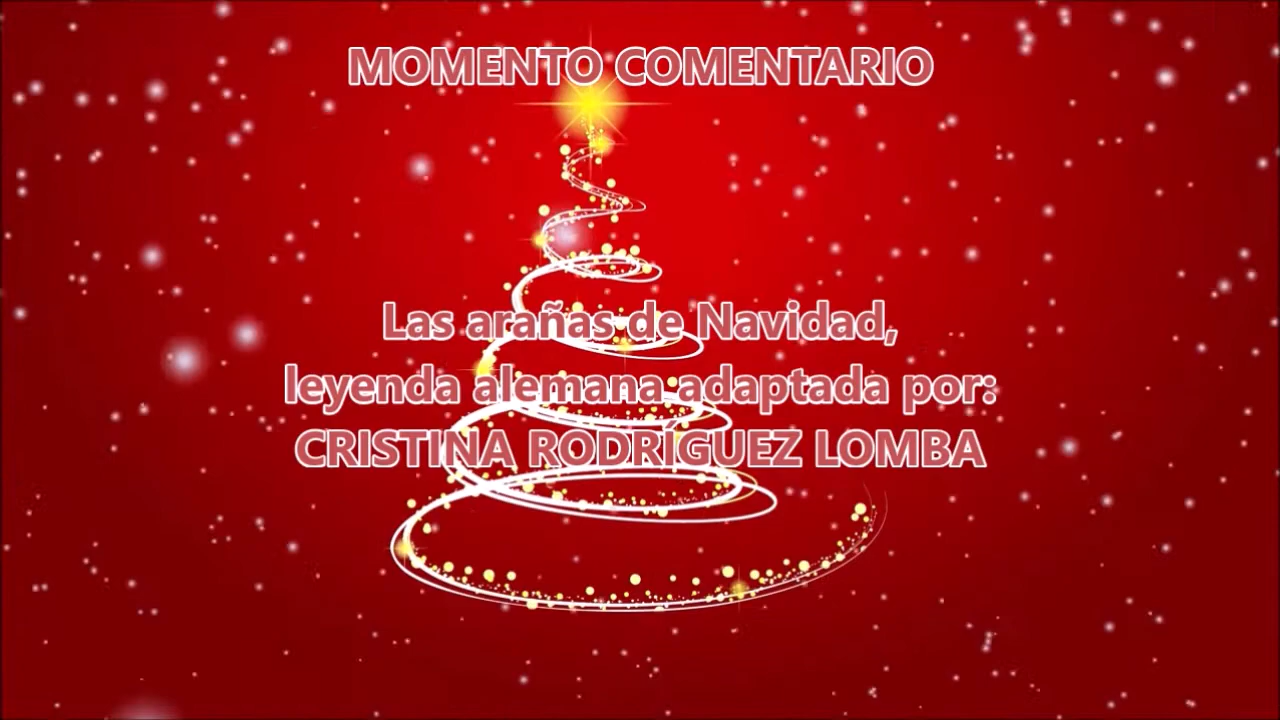 MOMENTO COMENTARIO
Las arañas de Navidad,
leyenda alemana adaptada por:
CRISTINA RODRÍGUEZ LOMBA